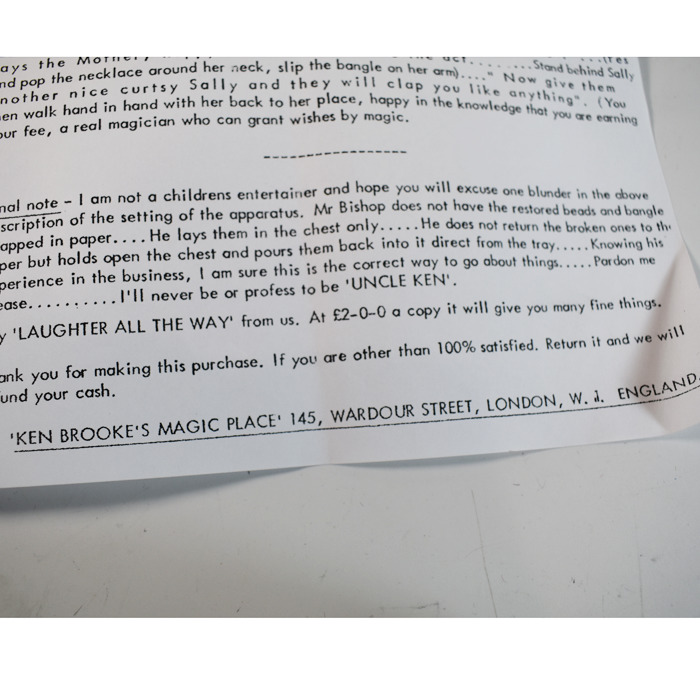 ays the Mother,
nd pop the necklace around her neck, slip the bangle on her arm)...." Now give them
nother nice curtsy Sally and they will clap you like anything". (You
en walk hand in hand with her back to her place, happy in the knowledge that you are earning
our fee, a real magician who can grant wishes by magic.
---------------
nal note - I am not a childrens entertainer and hope you will excuse one blunder in the above
scription of the setting of the apparatus. Mr Bishop does not have the restored beads and bangle
apped in paper.... He lays them in the chest only.....He does not return the broken ones to the
per but holds open the chest and pours them back into it direct from the tray.....Knowing his
perience in the business, I am sure this is the correct way to go about things.....Pardon me
ease..........I'll never be or profess to be 'UNCLE KEN'.
y 'LAUGHTER ALL THE WAY' from us. At £2-0-0 a copy it will give you many fine things.
ank you for making this purchase. If you are other than 100% satisfied. Return it and we will
und your cash.
'KEN BROOKE'S MAGIC PLACE' 145, WARDOUR STREET, LONDON, W. 1. ENGLAND.